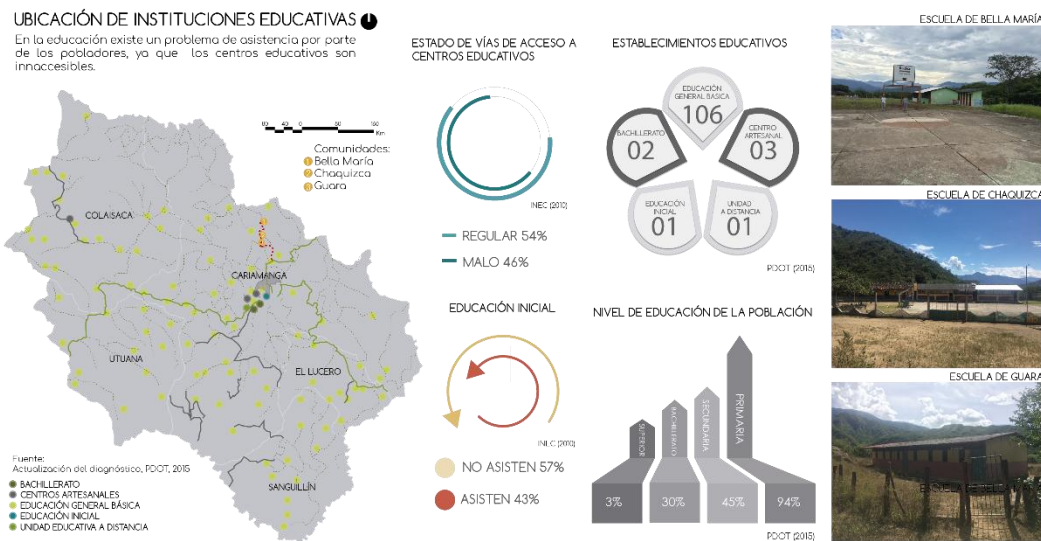 UBICACIÓN DE INSTITUCIONES EDUCATIVAS
En la educación existe un problema de asistencia por parte
de los pobladores, ya que los centros educativos son
innaccesibles.
Km
Comunidades:
1 Bella María
2 Chaquizca
3 Guara
COLAISACA
CARIAMANGA
UTUANA
EL LUCERO
SANGUILLÍN
Fuente:
Actualización del diagnóstico, PDOT, 2015
BACHILLERATO
CENTROS ARTESANALES
EDUCACIÓN GENERAL BÁSICA
EDUCACIÓN INICIAL
UNIDAD EDUCATIVA A DISTANCIA
ESTADO DE VÍAS DE ACCESO A
CENTROS EDUCATIVOS
INEC (2010)
REGULAR 54%
MALO 46%
EDUCACIÓN INICIAL
(2010)
NO ASISTEN 57%
ASISTEN 43%
ESTABLECIMIENTOS EDUCATIVOS
EDUCACIÓN
GENERAL BÁSICA
106
BACHILLERATO
02
CENTRO
ARTESANAL
03
EDUCACIÓN
INICIAL
01
UNIDAD
A DISTANCIA
01
PDOT (2015)
NIVEL DE EDUCACIÓN DE LA POBLACIÓN
SUPERIOR
BACHILLERATO
SECUNDARIA
PRIMARIA
3%
30%
45%
94%
PDOT (2015)
ESCUELA DE BELLA MARÍA
ESCUELA DE CHAQUIZCA
ESCUELA DE GUARA